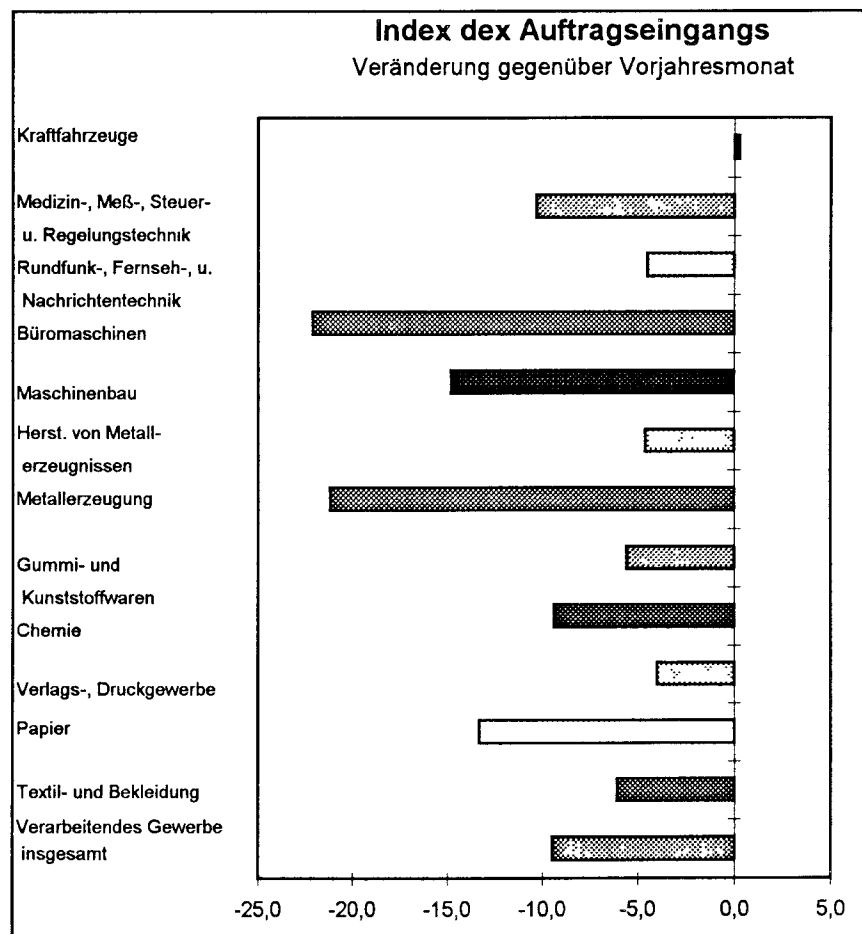 Index dex Auftragseingangs
Veränderung gegenüber Vorjahresmonat
Kraftfahrzeuge
Medizin-, Meß-, Steuer-
u. Regelungstechnik
Rundfunk-, Fernseh-, u.
Nachrichtentechnik
Büromaschinen
Maschinenbau
Herst. von Metall-
erzeugnissen
Metallerzeugung
Gummi- und
Kunststoffwaren
Chemie
Verlags-, Druckgewerbe
Papier
Textil- und Bekleidung
Verarbeitendes Gewerbe
insgesamt
-25,0 -20,0 -15,0 -10,0 -5,0 0,0 5,0